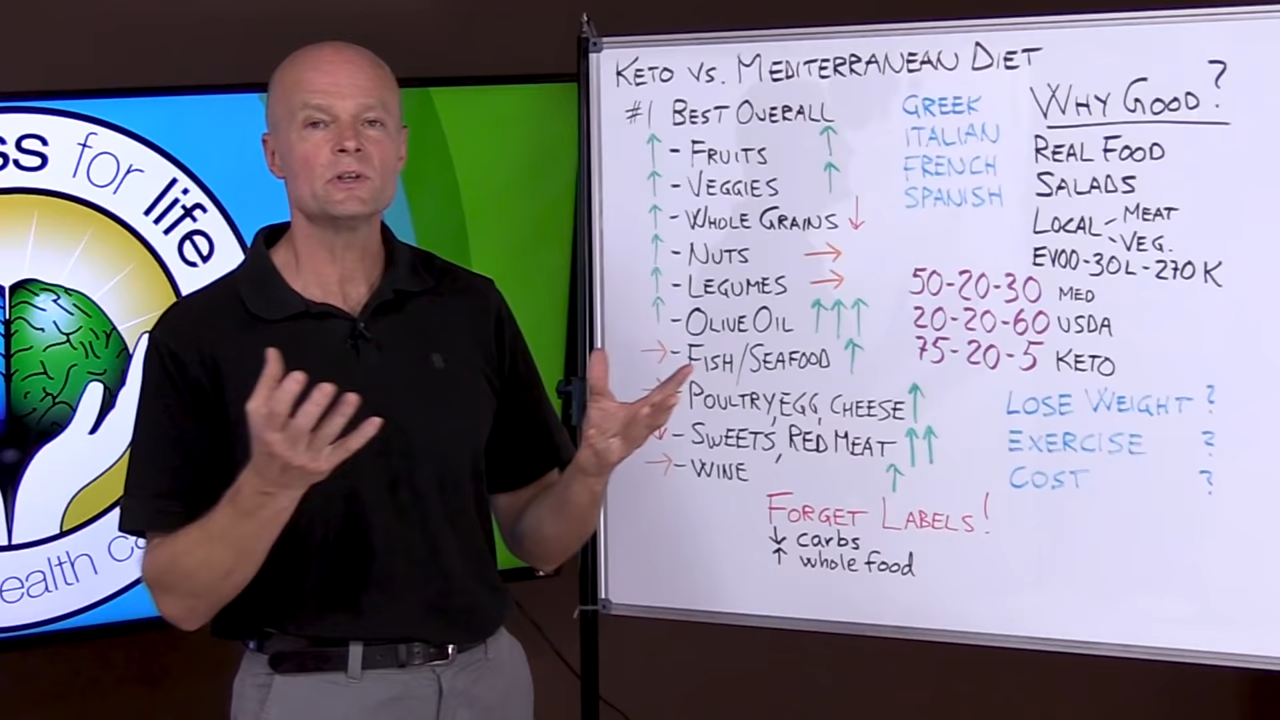 ss for life
ealth ca
KETO VS. MEDITERRANEAN DIET
#1 BEST OVERALL
↑ - FRUITS ↑
↑ - VEGGIES ↑
↑ - WHOLE GRAINS ↓
↑ - NUTS →
↑ - LEGUMES →
↑ - OLIVE OIL ↑↑↑
→ - FISH/SEAFOOD ↑
POULTRY, EGG, CHEESE ↑
↓ - SWEETS, RED MEAT ↑↑
→ - WINE ↑
GREEK
ITALIAN
FRENCH
SPANISH
WHY GOOD?
REAL FOOD
SALADS
LOCAL - MEAT
- VEG.
EVOO-30L-270K
50-20-30 MED
20-20-60 USDA
75-20-5 KETO
LOSE WEIGHT ?
EXERCISE ?
COST ?
FORGET LABELS!
↓ carbs
↑ whole food